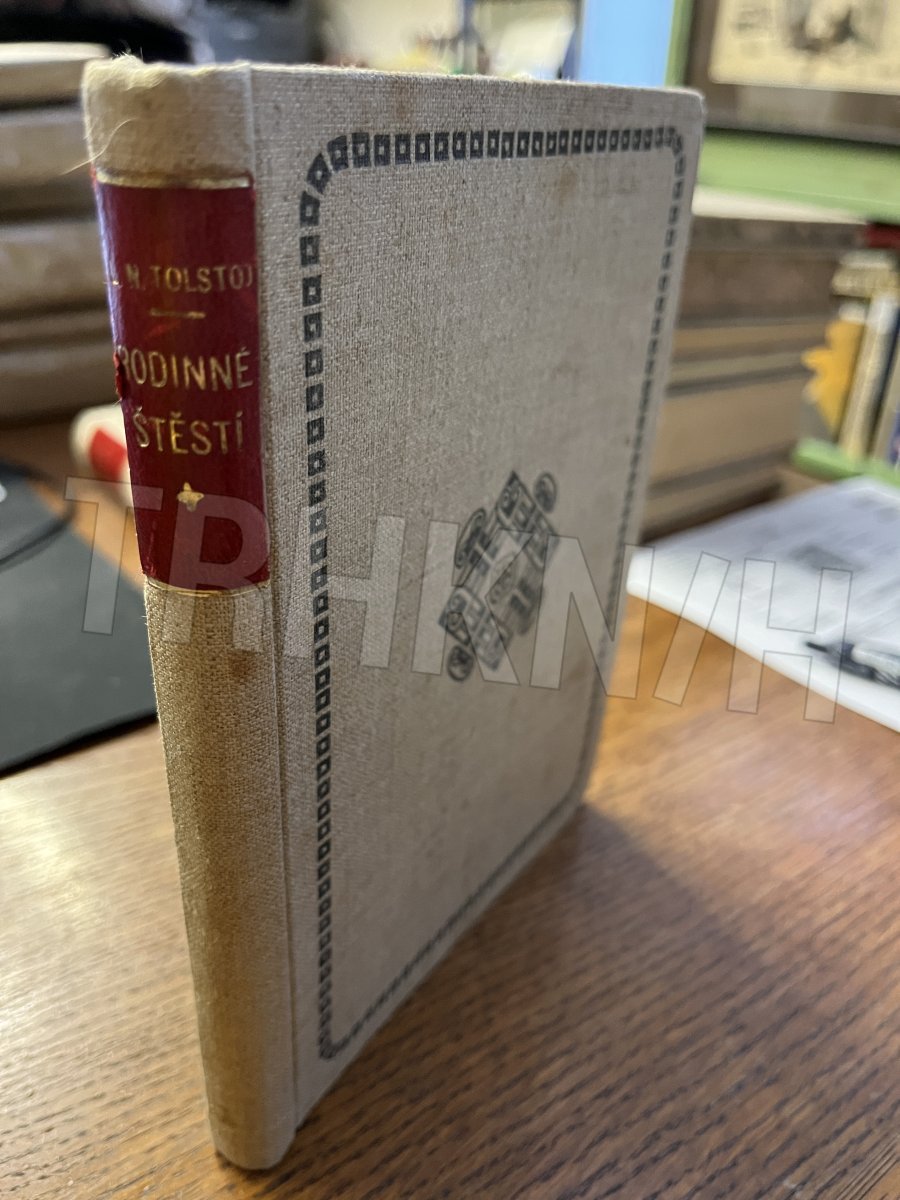 L. N. TOLSTOJ
RODINNÉ
ŠTĚSTÍ
TRHKNIH